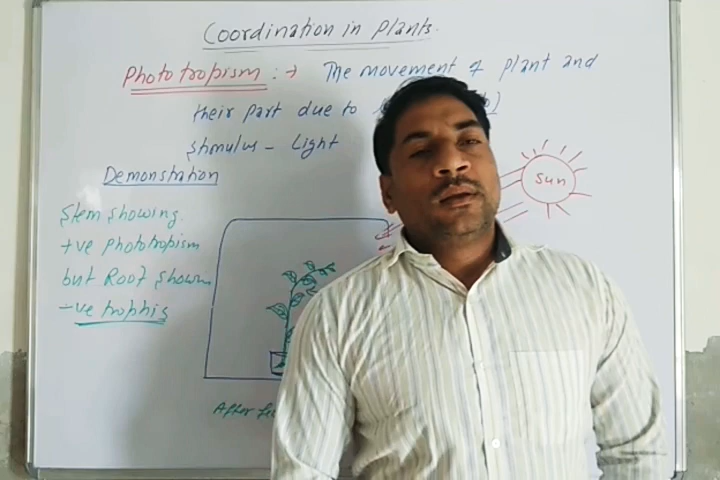 Coordination in Plants.
Phototropism :→ The movement of plant and
their part due to
Stimulus - Light
Demonstration
Sun
Stem showing
+ve phototropism
but Root shown
-ve trophis
After